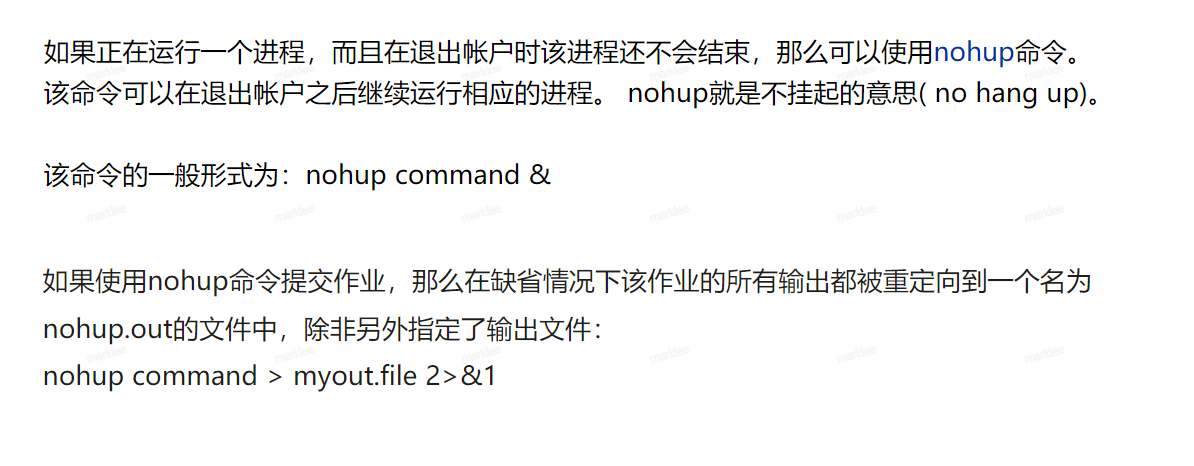 如果正在运行一个进程，而且在退出帐户时该进程还不会结束，那么可以使用nohup命令。
该命令可以在退出帐户之后继续运行相应的进程。 nohup就是不挂起的意思( no hang up)。
该命令的一般形式为：nohup command &
如果使用nohup命令提交作业，那么在缺省情况下该作业的所有输出都被重定向到一个名为
nohup.out的文件中，除非另外指定了输出文件：
nohup command > myout.file 2>&1